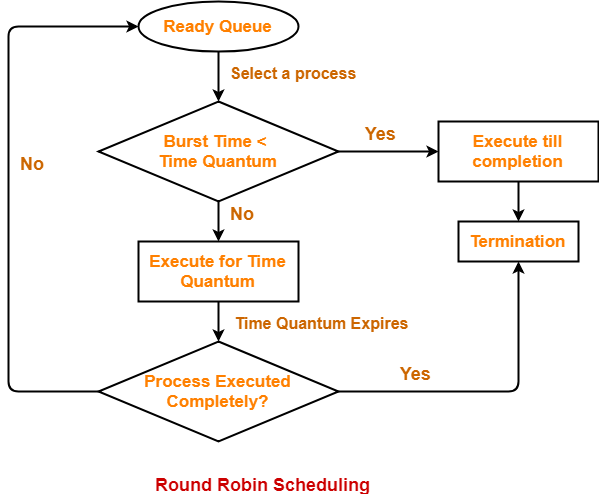 Ready Queue
Select a process
Burst Time <
Time Quantum
Yes
Execute till
completion
No
No
Termination
Execute for Time
Quantum
Time Quantum Expires
Process Executed
Completely?
Yes
Round Robin Scheduling